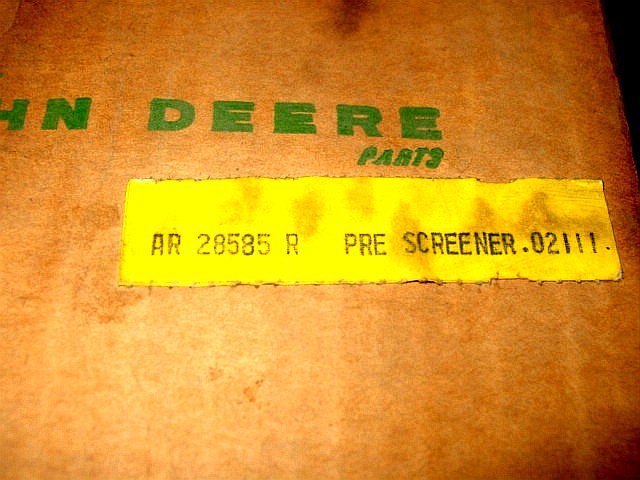 HN DEERE
PARTS
AR 28585 R PRE SCREENER.02111.